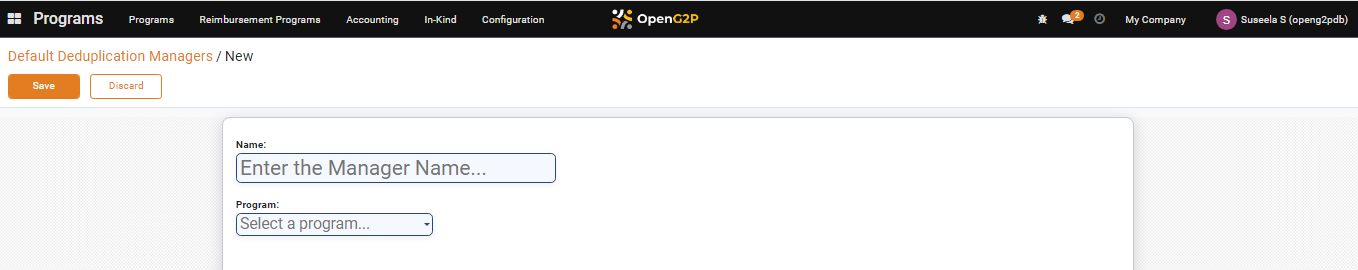 Programs Programs Reimbursement Programs Accounting In-Kind Configuration OpenG2P 2 My Company S Suseela S (openg2pdb)
Default Deduplication Managers / New
Save Discard
Name:
Enter the Manager Name...
Program:
Select a program...